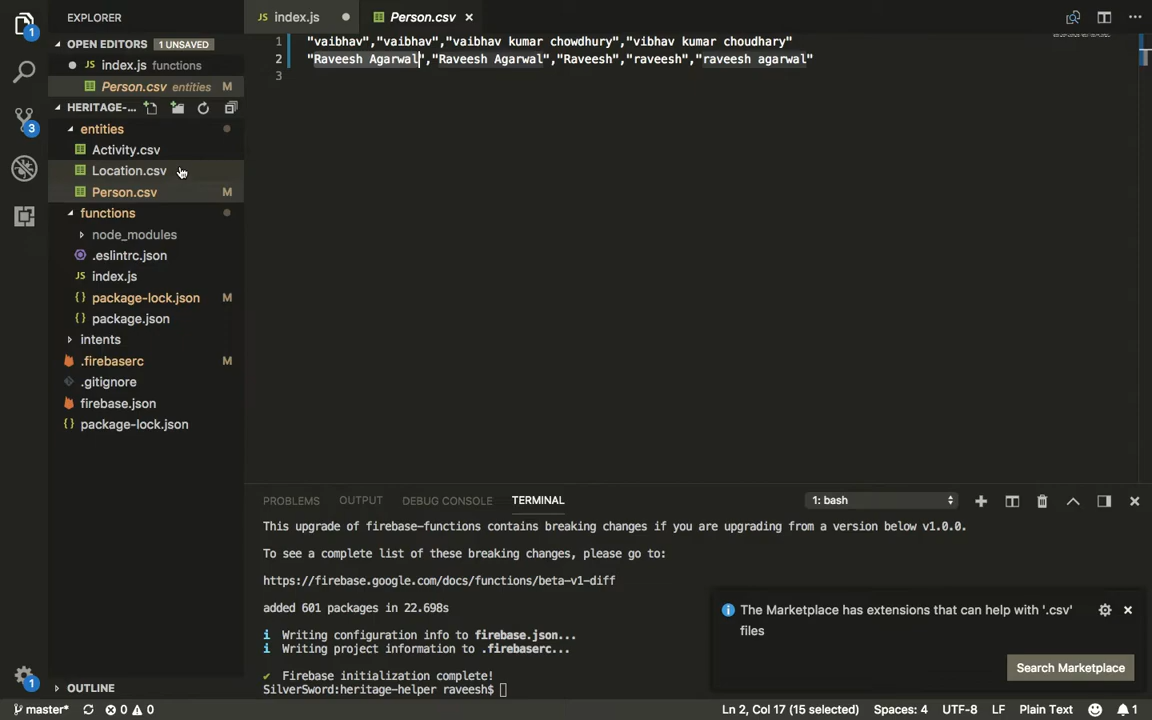 EXPLORER
JS index.js
Person.csv ×
1
OPEN EDITORS 1 UNSAVED
JS index.js functions
Person.csv entities M
HERITAGE-...
3
entities
Activity.csv
Location.csv
Person.csv M
functions
node_modules
.eslintrc.json
JS index.js
{} package-lock.json M
{} package.json
intents
.firebaserc M
.gitignore
firebase.json
{} package-lock.json
OUTLINE
1
1 "vaibhav","vaibhav","vaibhav kumar chowdhury","vibhav kumar choudhary"
2 "Raveesh Agarwal","Raveesh Agarwal","Raveesh","raveesh","raveesh agarwal"
3
PROBLEMS OUTPUT DEBUG CONSOLE TERMINAL 1: bash
This upgrade of firebase-functions contains breaking changes if you are upgrading from a version below v1.0.0.
To see a complete list of these breaking changes, please go to:
https://firebase.google.com/docs/functions/beta-v1-diff
added 601 packages in 22.698s
i Writing configuration info to firebase.json...
i Writing project information to .firebaserc...
✔ Firebase initialization complete!
SilverSword:heritage-helper raveesh$
The Marketplace has extensions that can help with '.csv'
files
Search Marketplace
master* 0 0 Ln 2, Col 17 (15 selected) Spaces: 4 UTF-8 LF Plain Text 1